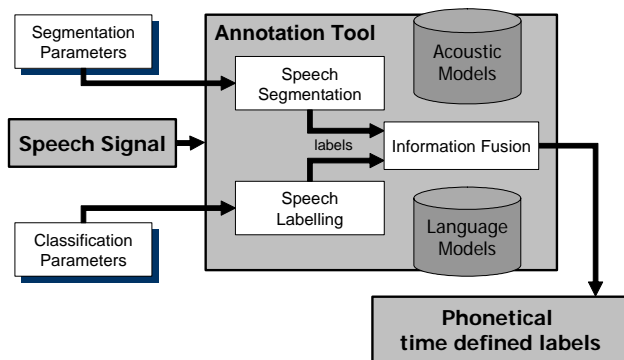 Segmentation
Parameters
Annotation Tool
Acoustic
Models
Speech
Segmentation
Speech Signal
labels
Information Fusion
Speech
Labelling
Classification
Parameters
Language
Models
Phonetical
time defined labels